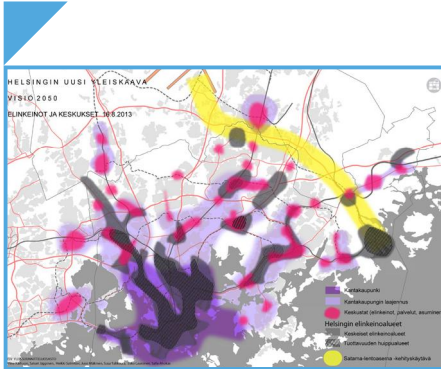 HELSINGIN UUSI YLEISKAAVA
VISIO 2050
ELINKEINOT JA KESKUKSET 16.8.2013
Kantakaupunki
Kantakaupungin laajennus
Keskustat (elinkeinot, palvelut, asuminen)
Helsingin elinkeinoalueet
Keskeiset elinkeinoalueet
Tuottavuuden huippualueet
Satama-lentoasema -kehityskäytävä